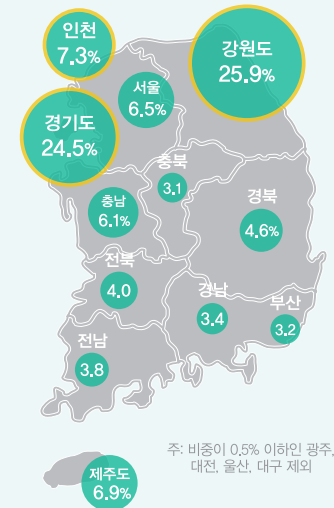 인천
7.3%
강원도
25.9%
서울
6.5%
경기도
24.5%
충북
3.1
충남
6.1%
경북
4.6%
전북
4.0
경남
3.4
부산
3.2
전남
3.8
주: 비중이 0.5% 이하인 광주,
대전, 울산, 대구 제외
제주도
6.9%